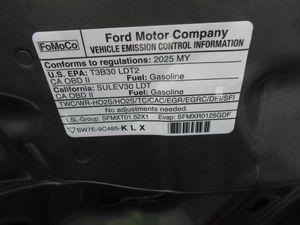 FoMoCo
Ford Motor Company
VEHICLE EMISSION CONTROL INFORMATION
Conforms to regulations: 2025 MY
U.S. EPA: T3B30 LDT2
CA OBD II Fuel: Gasoline
California: SULEV30 LDT
CA OBD II Fuel: Gasoline
TWC/WR-HO2S/HO2S/TC/CAC/EGR/EGRC/DFI/SFI
No adjustments needed.
1.5L-Group: SFMXT01.52X1 Evap: SFMXR0125GDF
SW7E-9C485-K L X